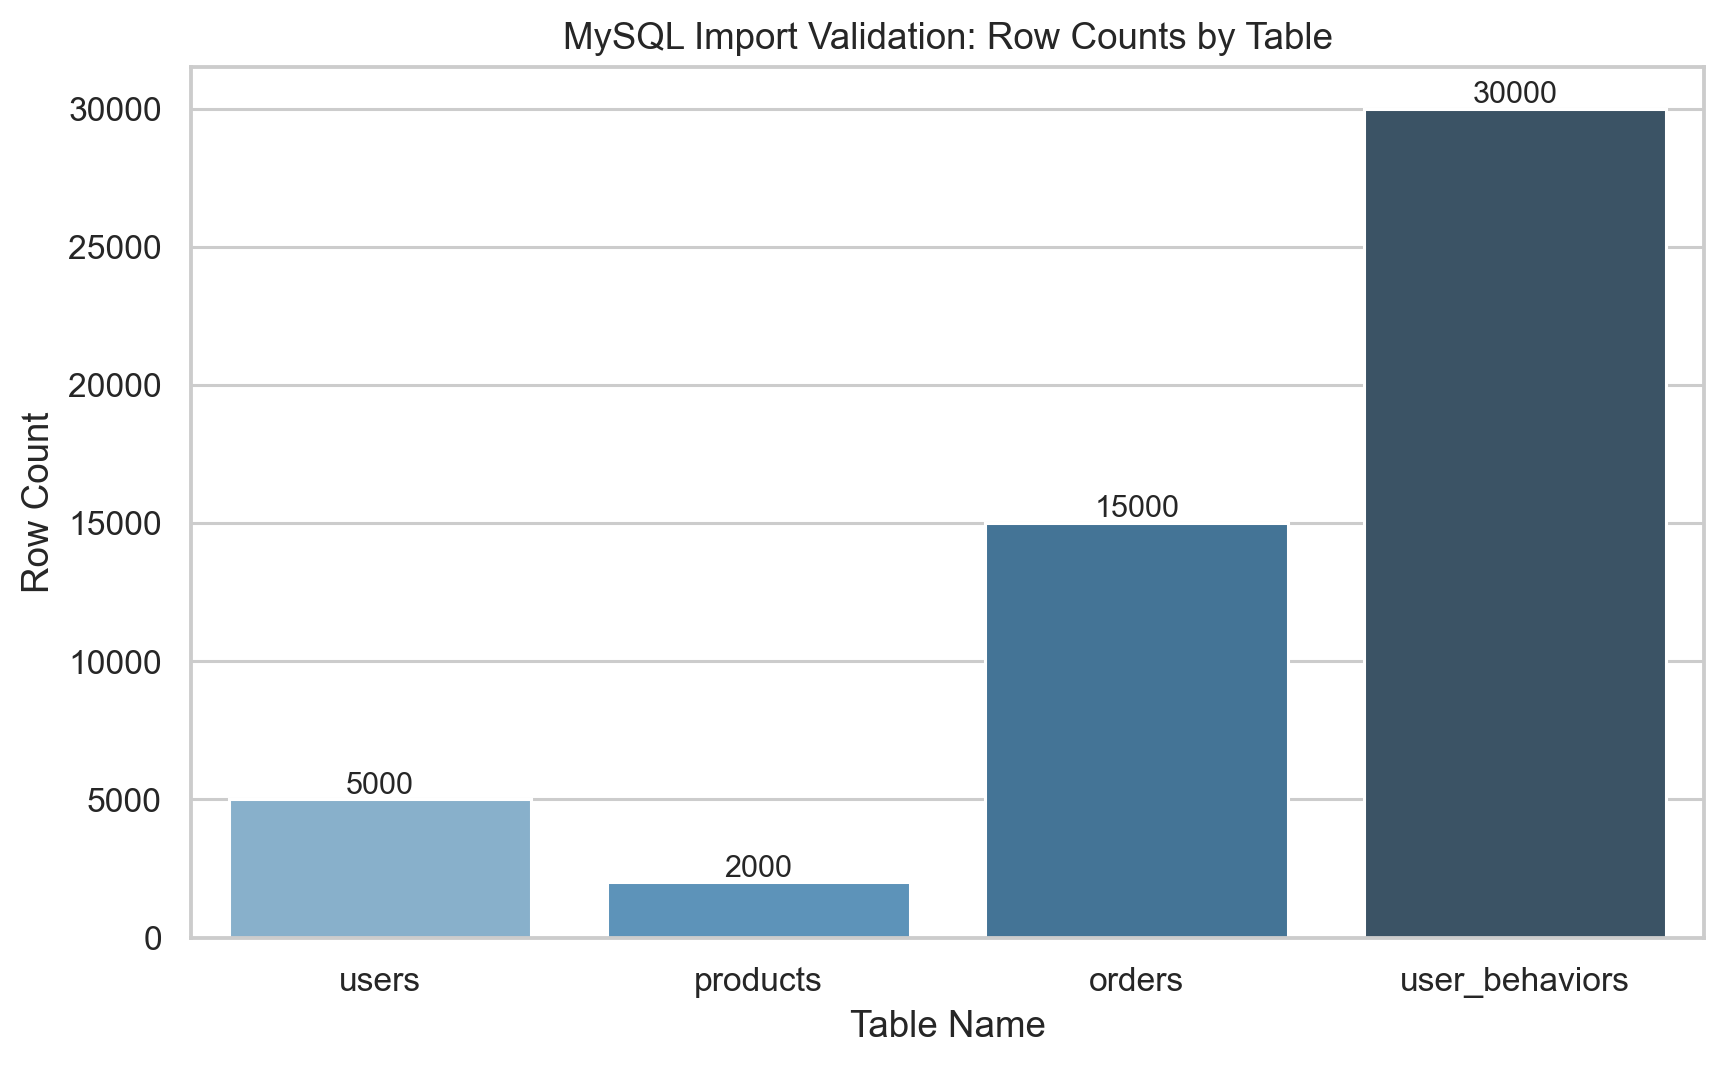 MySQL Import Validation: Row Counts by Table
30000
30000
25000
20000
15000
15000
10000
5000
5000
2000
0
Row Count
users
products
orders
user_behaviors
Table Name